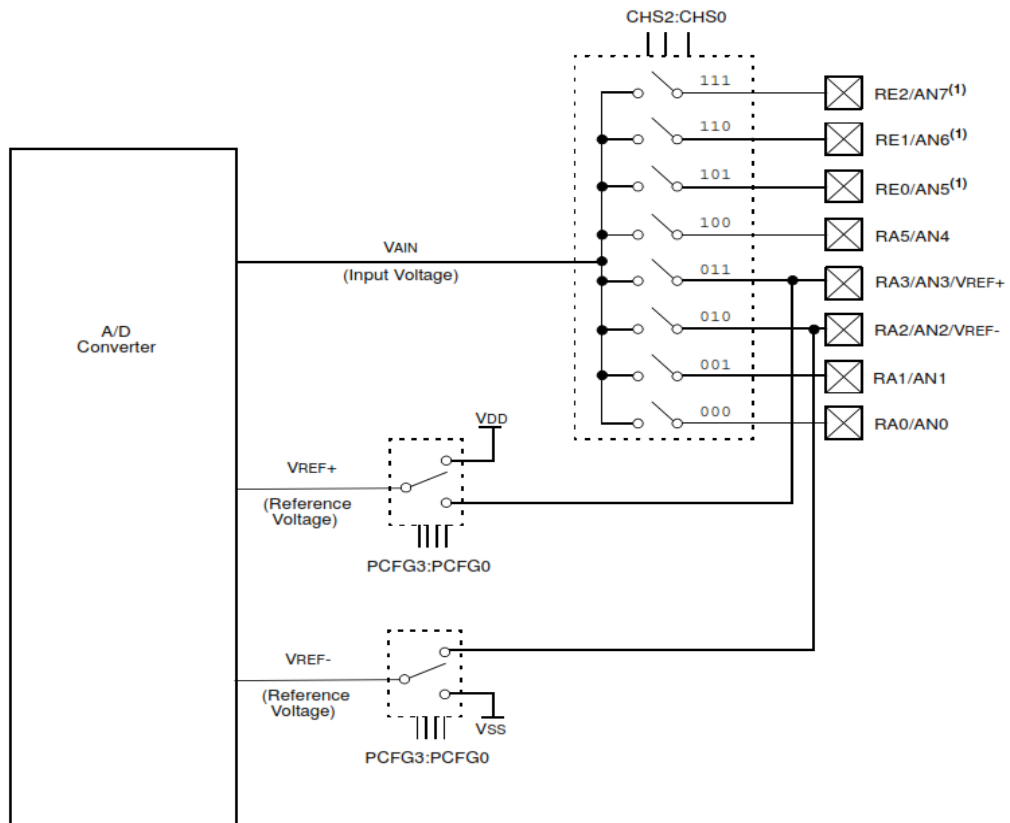 CHS2:CHS0
111
RE2/AN7(1)
110
RE1/AN6(1)
101
RE0/AN5(1)
100
RA5/AN4
VAIN
(Input Voltage)
011
RA3/AN3/VREF+
010
RA2/AN2/VREF-
A/D
Converter
001
RA1/AN1
000
RA0/AN0
VDD
VREF+
(Reference
Voltage)
PCFG3:PCFG0
VREF-
(Reference
Voltage)
VSS
PCFG3:PCFG0